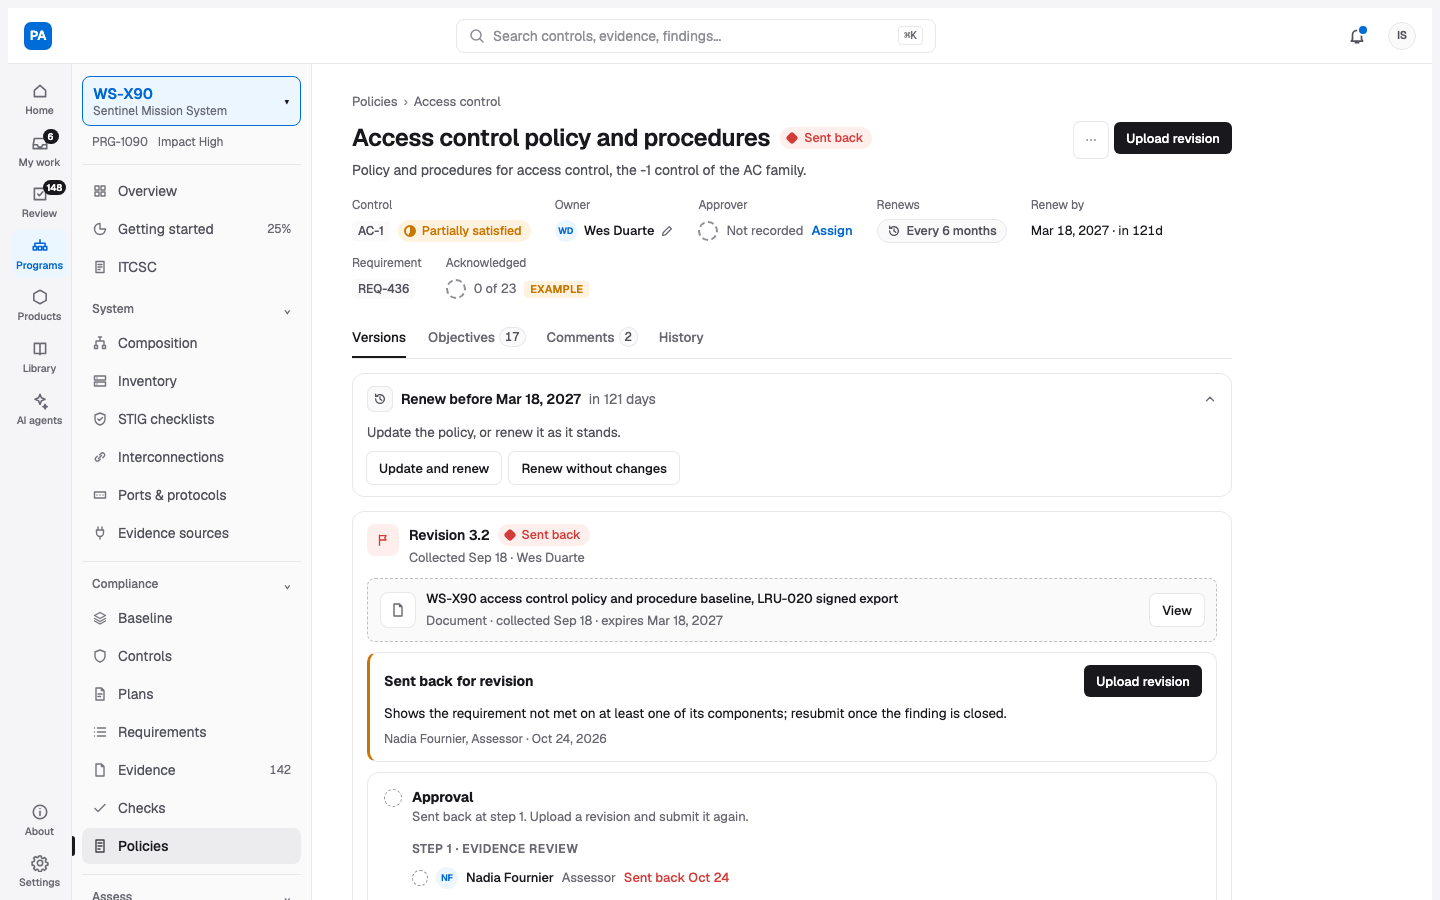 PA
Search controls, evidence, findings...
⌘K
IS
Home
6
My work
148
Review
Programs
Products
Library
AI agents
About
Settings
WS-X90
Sentinel Mission System
PRG-1090 Impact High
Overview
Getting started 25%
ITCSC
System
Composition
Inventory
STIG checklists
Interconnections
Ports & protocols
Evidence sources
Compliance
Baseline
Controls
Plans
Requirements
Evidence 142
Checks
Policies
Assess
Policies › Access control
Access control policy and procedures Sent back
... Upload revision
Policy and procedures for access control, the -1 control of the AC family.
Control Owner Approver Renews Renew by
AC-1 Partially satisfied WD Wes Duarte Not recorded Assign Every 6 months Mar 18, 2027 · in 121d
Requirement Acknowledged
REQ-436 0 of 23 EXAMPLE
Versions Objectives 17 Comments 2 History
Renew before Mar 18, 2027 in 121 days
Update the policy, or renew it as it stands.
Update and renew Renew without changes
Revision 3.2 Sent back
Collected Sep 18 · Wes Duarte
WS-X90 access control policy and procedure baseline, LRU-020 signed export
Document · collected Sep 18 · expires Mar 18, 2027
View
Sent back for revision
Upload revision
Shows the requirement not met on at least one of its components; resubmit once the finding is closed.
Nadia Fournier, Assessor · Oct 24, 2026
Approval
Sent back at step 1. Upload a revision and submit it again.
STEP 1 · EVIDENCE REVIEW
NF Nadia Fournier Assessor Sent back Oct 24